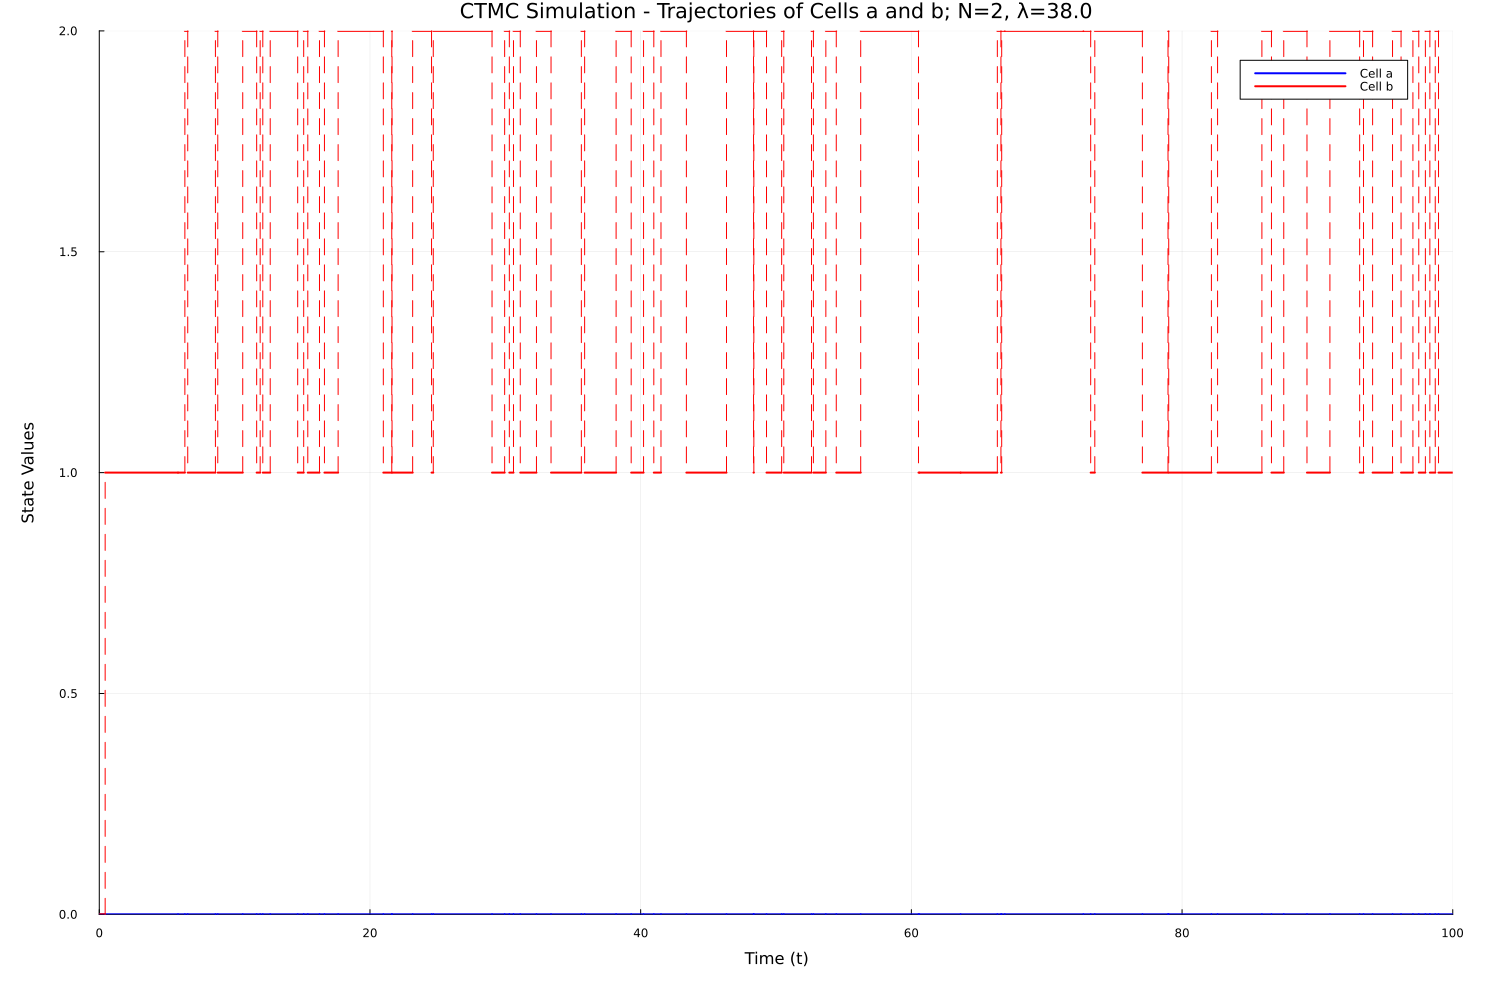 CTMC Simulation - Trajectories of Cells a and b; N=2, λ=38.0
2.0
Cell a
Cell b
1.5
1.0
State Values
0.5
0.0
0 20 40 60 80 100
Time (t)